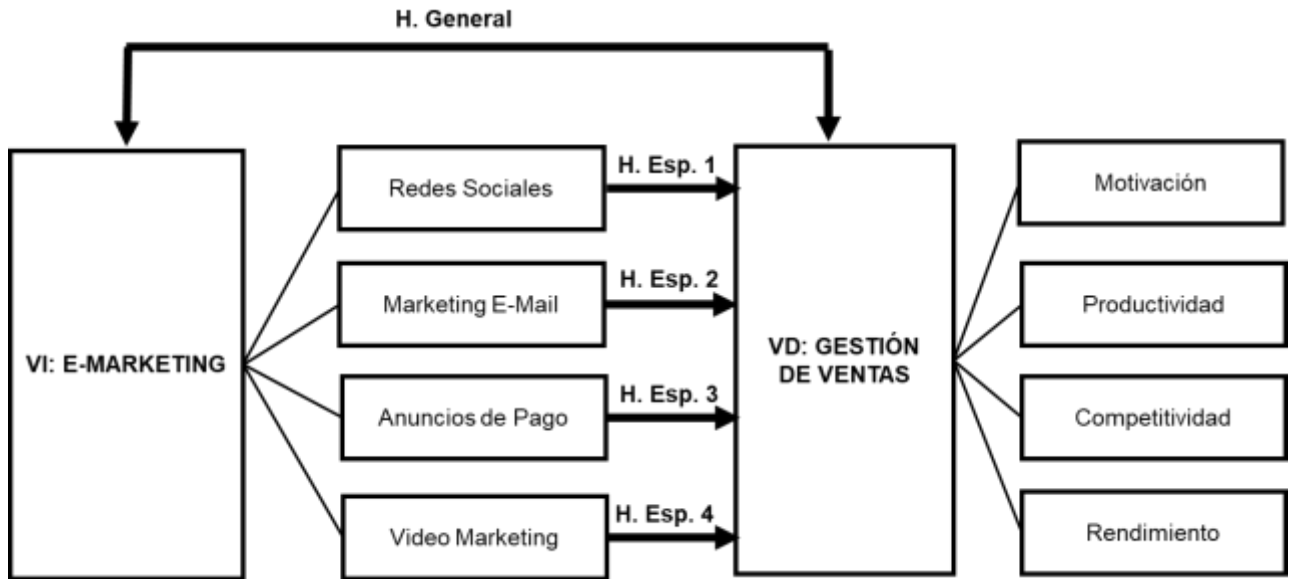 H. General
VI: E-MARKETING
Redes Sociales
Marketing E-Mail
Anuncios de Pago
Video Marketing
H. Esp. 1
H. Esp. 2
H. Esp. 3
H. Esp. 4
VD: GESTIÓN
DE VENTAS
Motivación
Productividad
Competitividad
Rendimiento